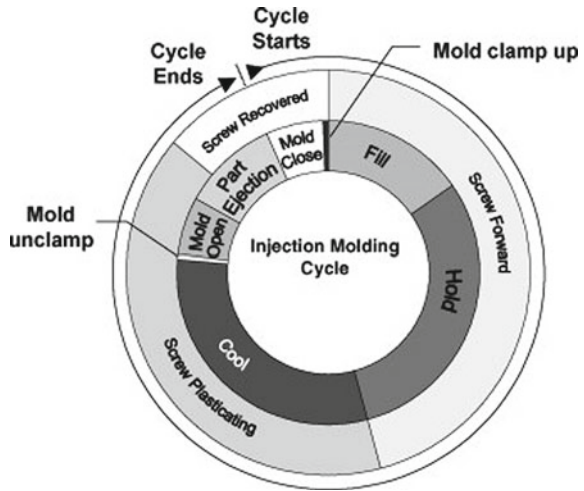 Cycle
Starts
Cycle
Ends
Mold clamp up
Screw Recovered
Mold
Close
Fill
Part
Ejection
Screw Forward
Mold
unclamp
Mold
Open
Injection Molding
Cycle
Hold
Cool
Screw Plasticating